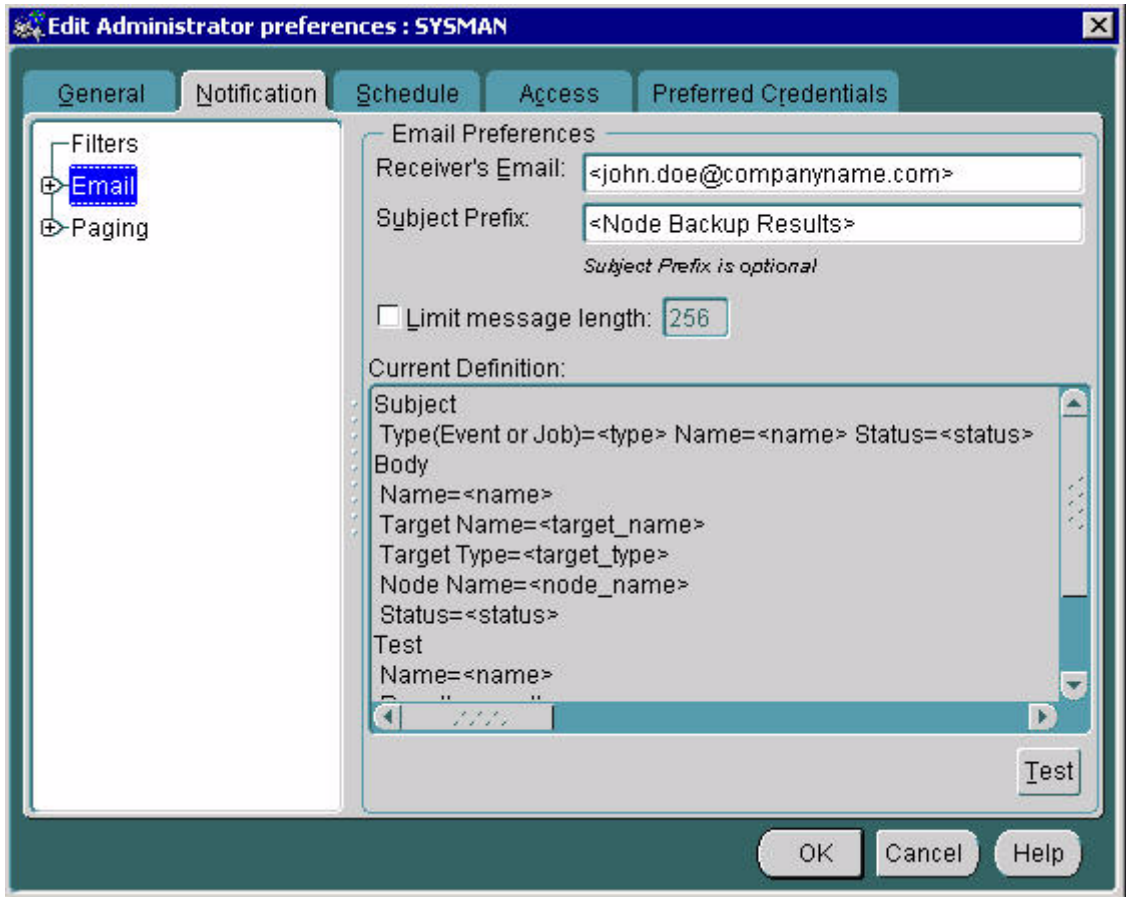 Edit Administrator preferences : SYSMAN
General
Notification
Schedule
Access
Preferred Credentials
Filters
Email
Paging
Email Preferences
Receiver's Email: <john.doe@companyname.com>
Subject Prefix: <Node Backup Results>
Subject Prefix is optional
Limit message length: 256
Current Definition:
Subject
Type(Event or Job)=<type> Name=<name> Status=<status>
Body
Name=<name>
Target Name=<target_name>
Target Type=<target_type>
Node Name=<node_name>
Status=<status>
Test
Name=<name>
Test
OK
Cancel
Help